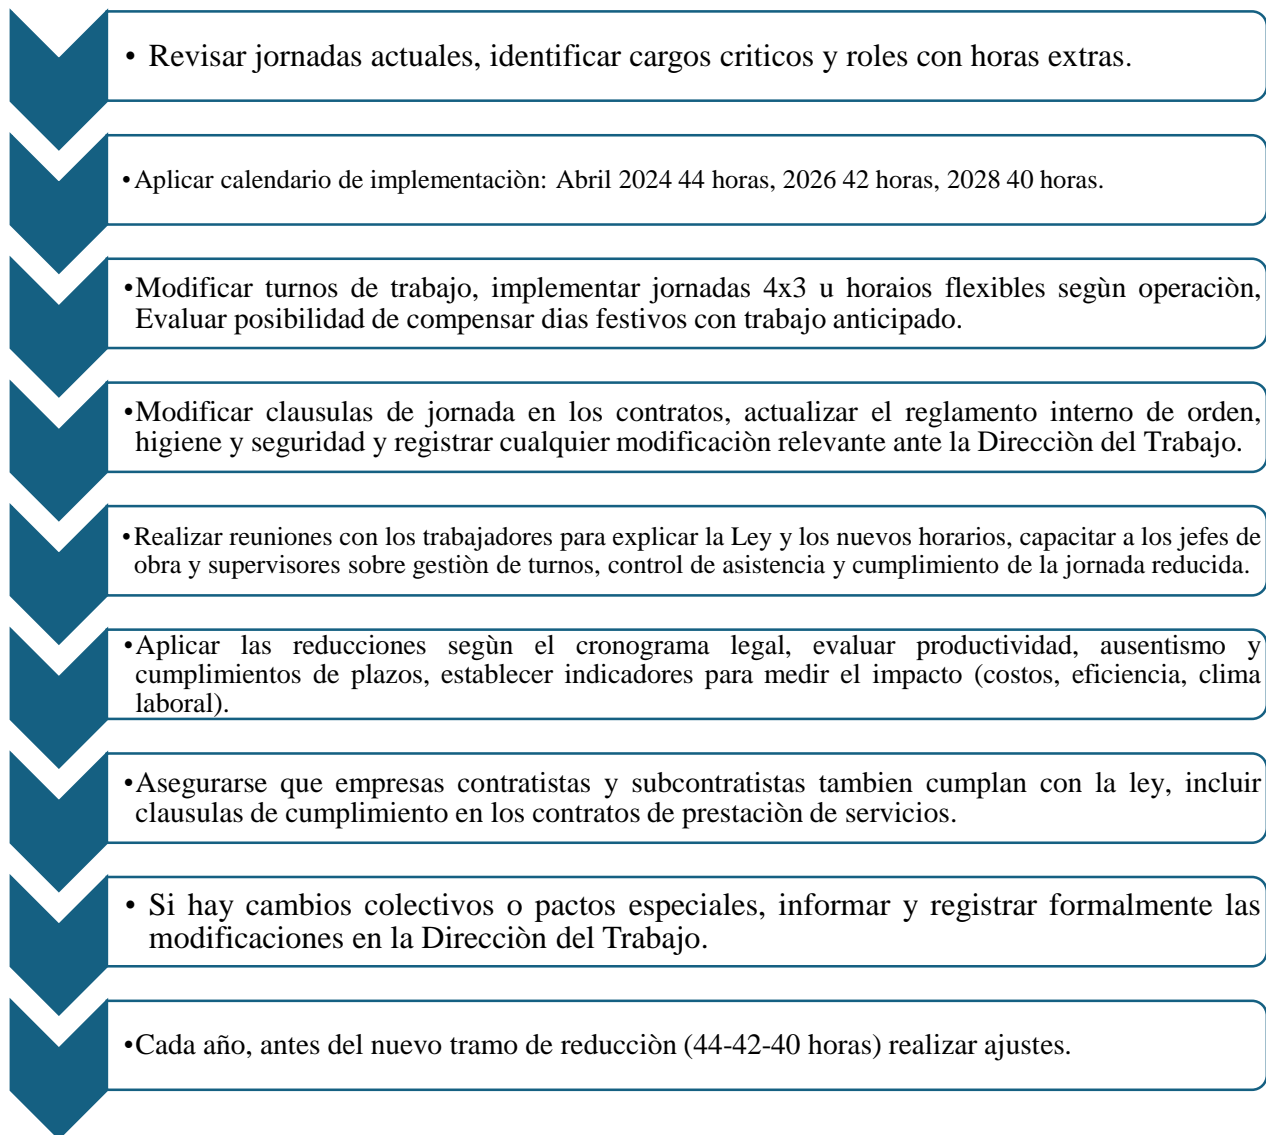 • Revisar jornadas actuales, identificar cargos criticos y roles con horas extras.
•Aplicar calendario de implementaciòn: Abril 2024 44 horas, 2026 42 horas, 2028 40 horas.
•Modificar turnos de trabajo, implementar jornadas 4x3 u horaios flexibles segùn operaciòn,
Evaluar posibilidad de compensar dias festivos con trabajo anticipado.
•Modificar clausulas de jornada en los contratos, actualizar el reglamento interno de orden,
higiene y seguridad y registrar cualquier modificaciòn relevante ante la Direcciòn del Trabajo.
•Realizar reuniones con los trabajadores para explicar la Ley y los nuevos horarios, capacitar a los jefes de
obra y supervisores sobre gestiòn de turnos, control de asistencia y cumplimiento de la jornada reducida.
•Aplicar las reducciones segùn el cronograma legal, evaluar productividad, ausentismo y
cumplimientos de plazos, establecer indicadores para medir el impacto (costos, eficiencia, clima
laboral).
•Asegurarse que empresas contratistas y subcontratistas tambien cumplan con la ley, incluir
clausulas de cumplimiento en los contratos de prestaciòn de servicios.
• Si hay cambios colectivos o pactos especiales, informar y registrar formalmente las
modificaciones en la Direcciòn del Trabajo.
•Cada año, antes del nuevo tramo de reducciòn (44-42-40 horas) realizar ajustes.